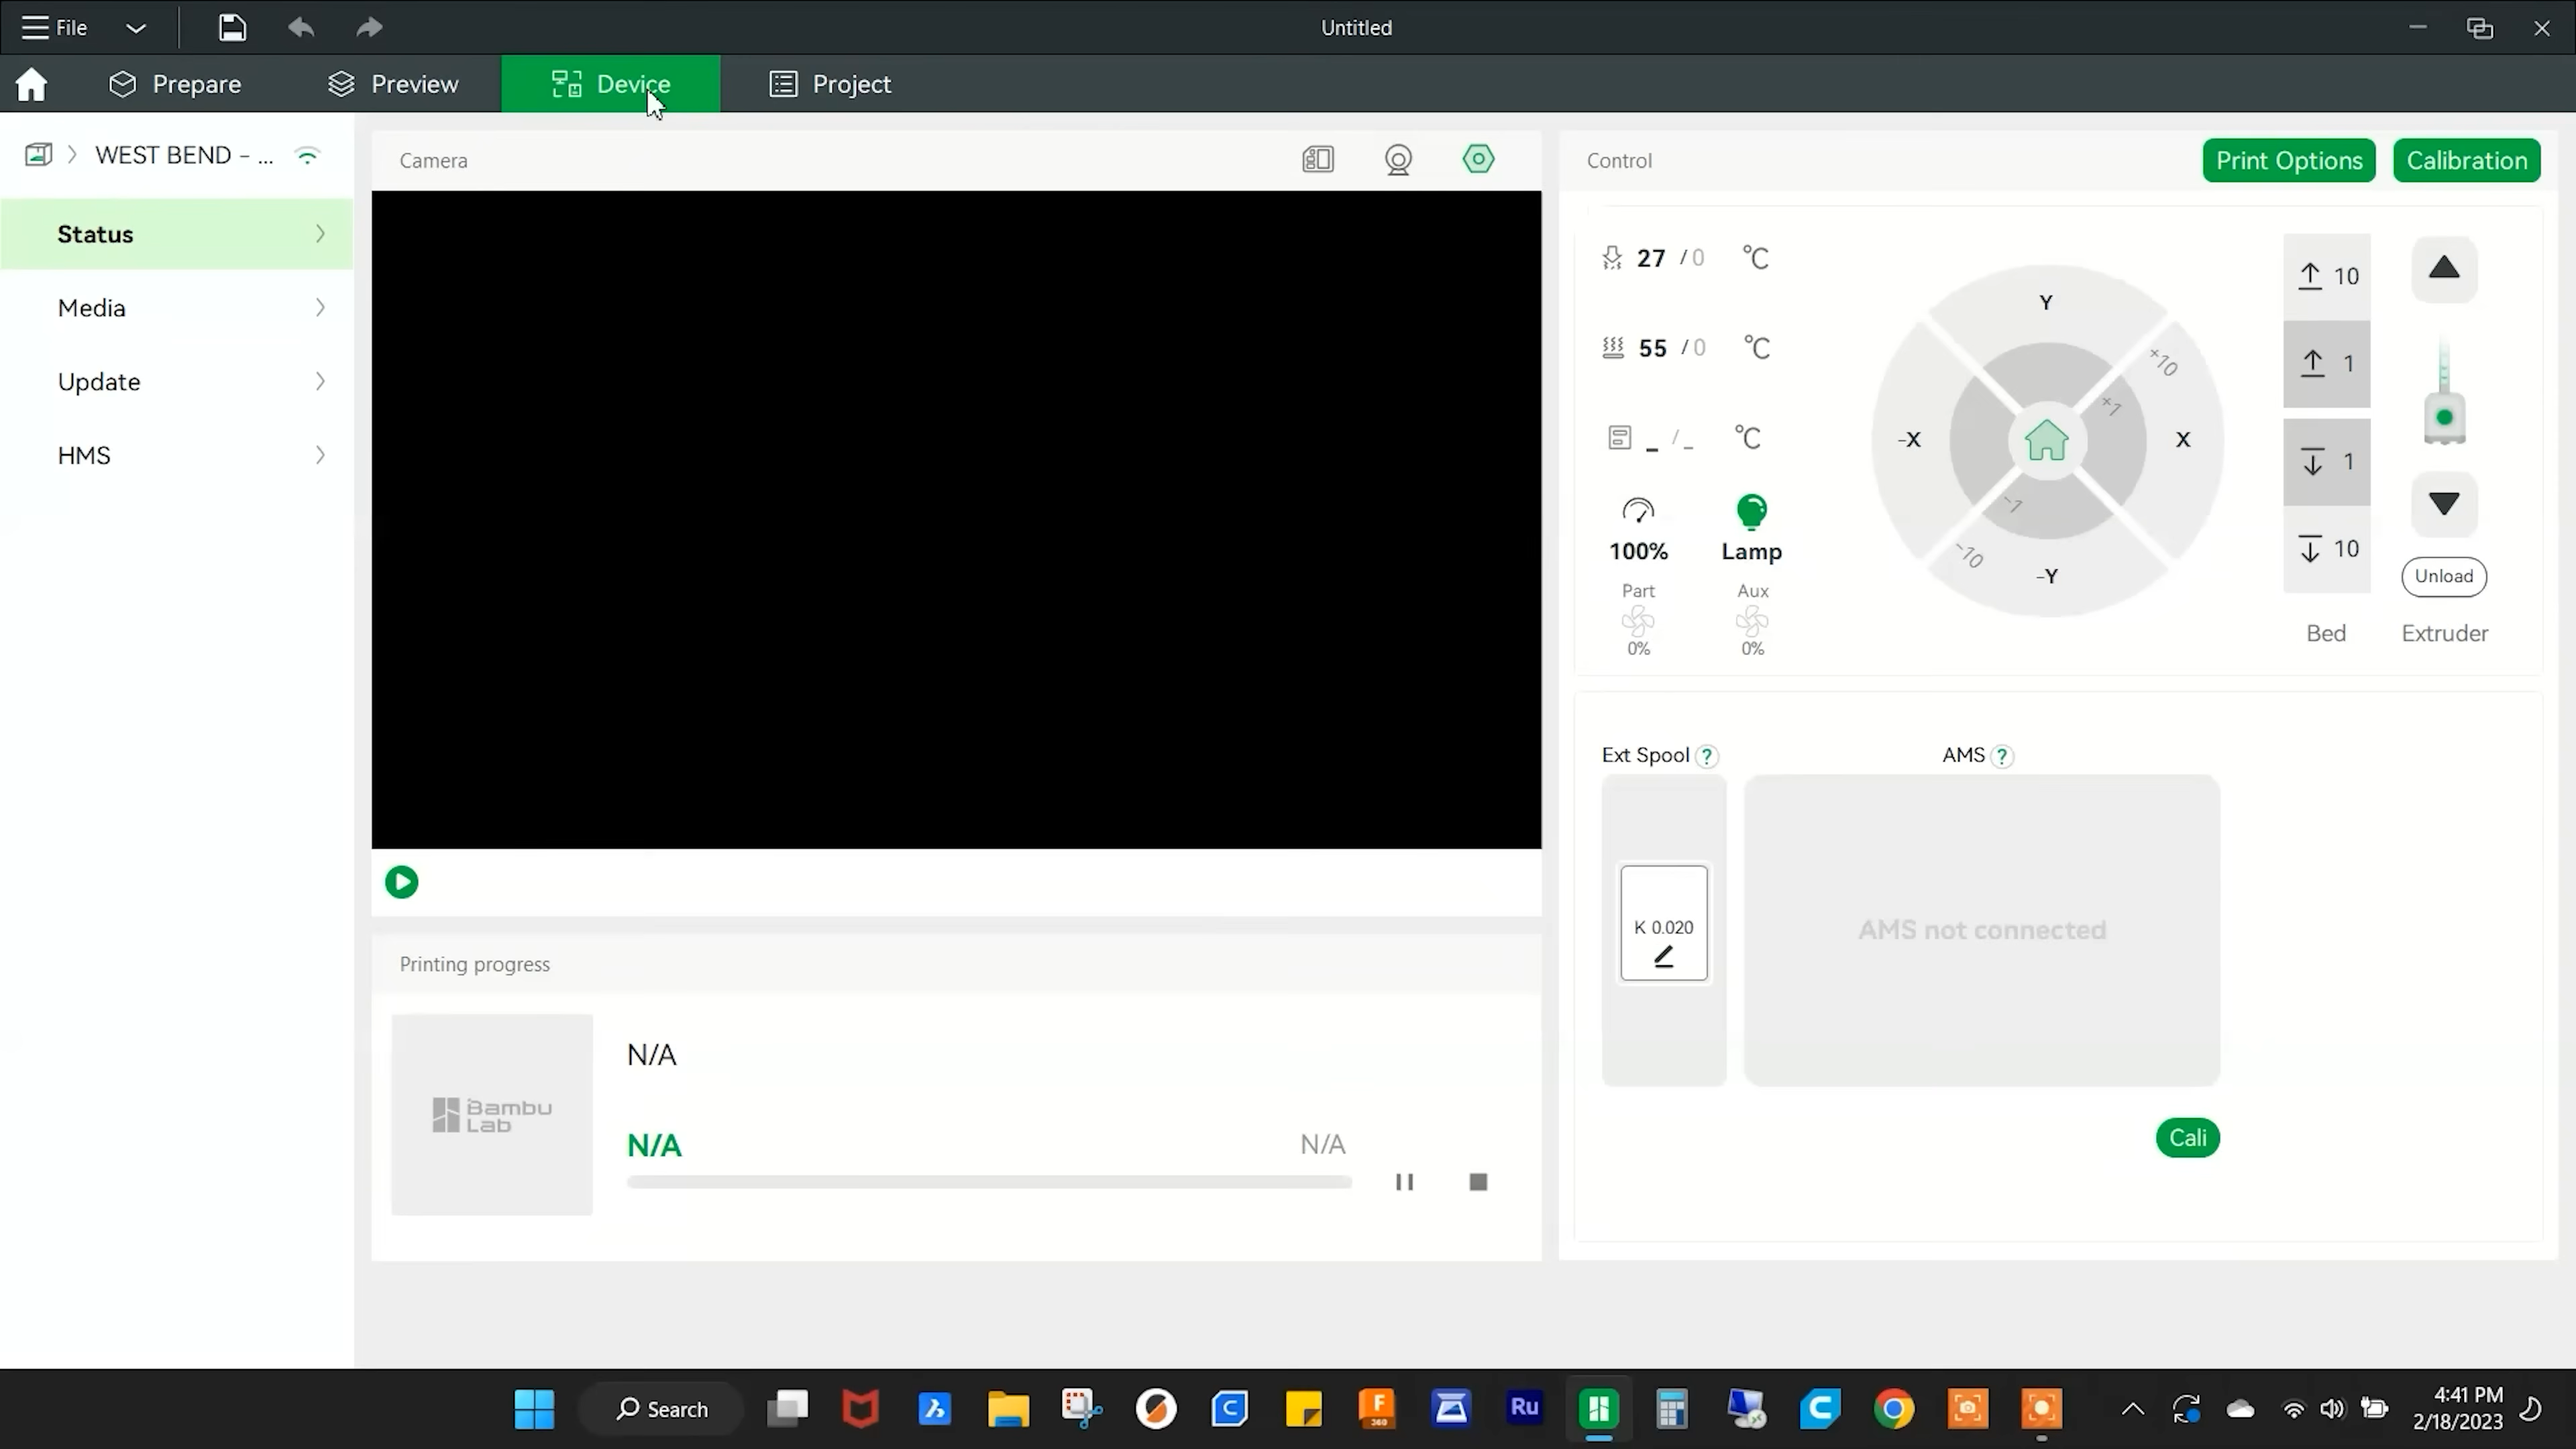 File
Untitled
Prepare
Preview
Device
Project
WEST BEND - ...
Status
Media
Update
HMS
Camera
Control
Print Options
Calibration
27 / 0 °C
55 / 0 °C
_ / _ °C
100%
Lamp
Part
Aux
0%
0%
Y
+10
+1
-X
X
-1
-10
-Y
10
1
1
10
Bed
Unload
Extruder
Ext Spool ?
AMS ?
K 0.020
AMS not connected
Cali
Printing progress
Bambu
Lab
N/A
N/A
N/A
Search
F
360
Ru
4:41 PM
2/18/2023